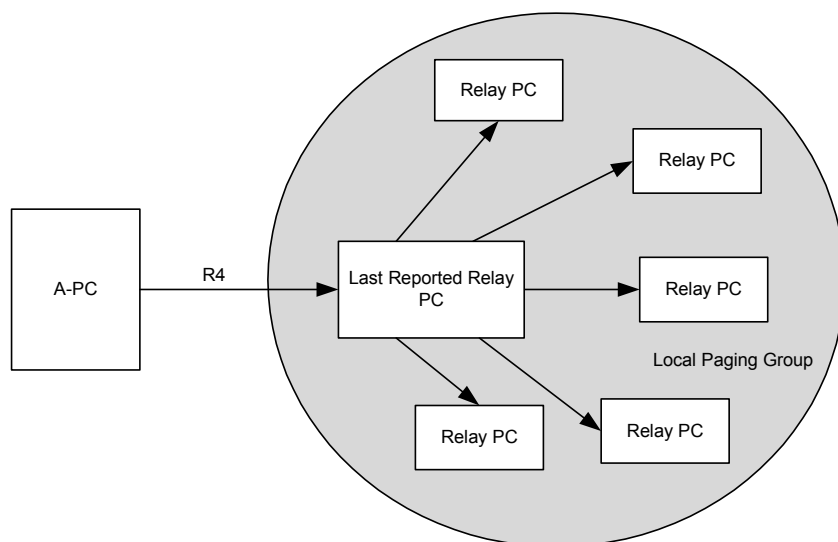 Relay PC
Relay PC
A-PC
R4
Last Reported Relay
PC
Relay PC
Local Paging Group
Relay PC
Relay PC